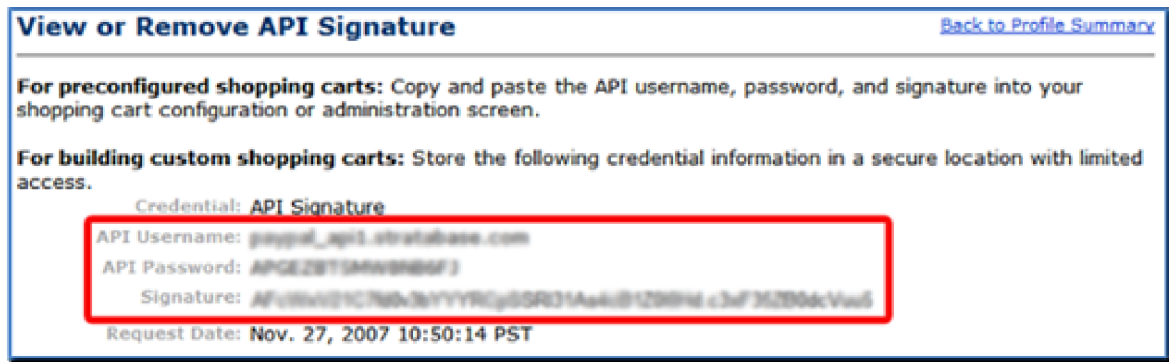 View or Remove API Signature
Back to Profile Summary
For preconfigured shopping carts: Copy and paste the API username, password, and signature into your
shopping cart configuration or administration screen.
For building custom shopping carts: Store the following credential information in a secure location with limited
access.
Credential: API Signature
API Username:
API Password:
Signature:
Request Date: Nov. 27, 2007 10:50:14 PST